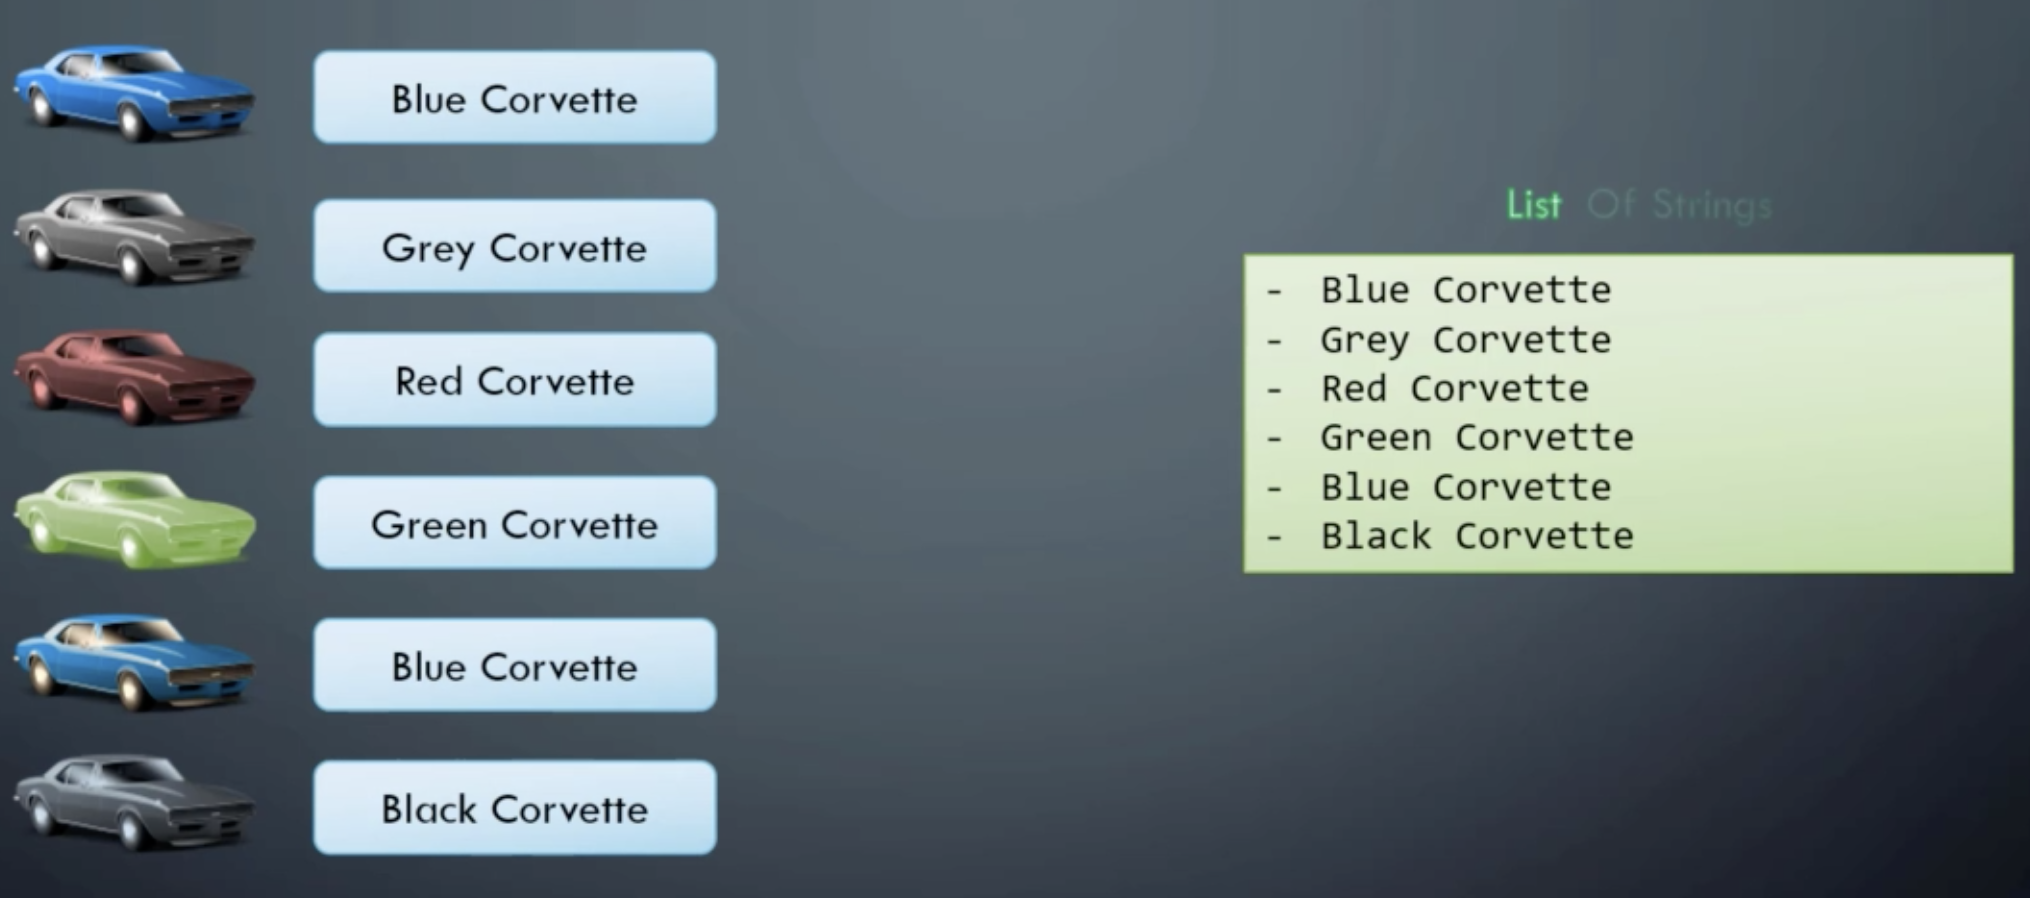 Blue Corvette
Grey Corvette
Red Corvette
Green Corvette
Blue Corvette
Black Corvette
List Of Strings
- Blue Corvette
- Grey Corvette
- Red Corvette
- Green Corvette
- Blue Corvette
- Black Corvette